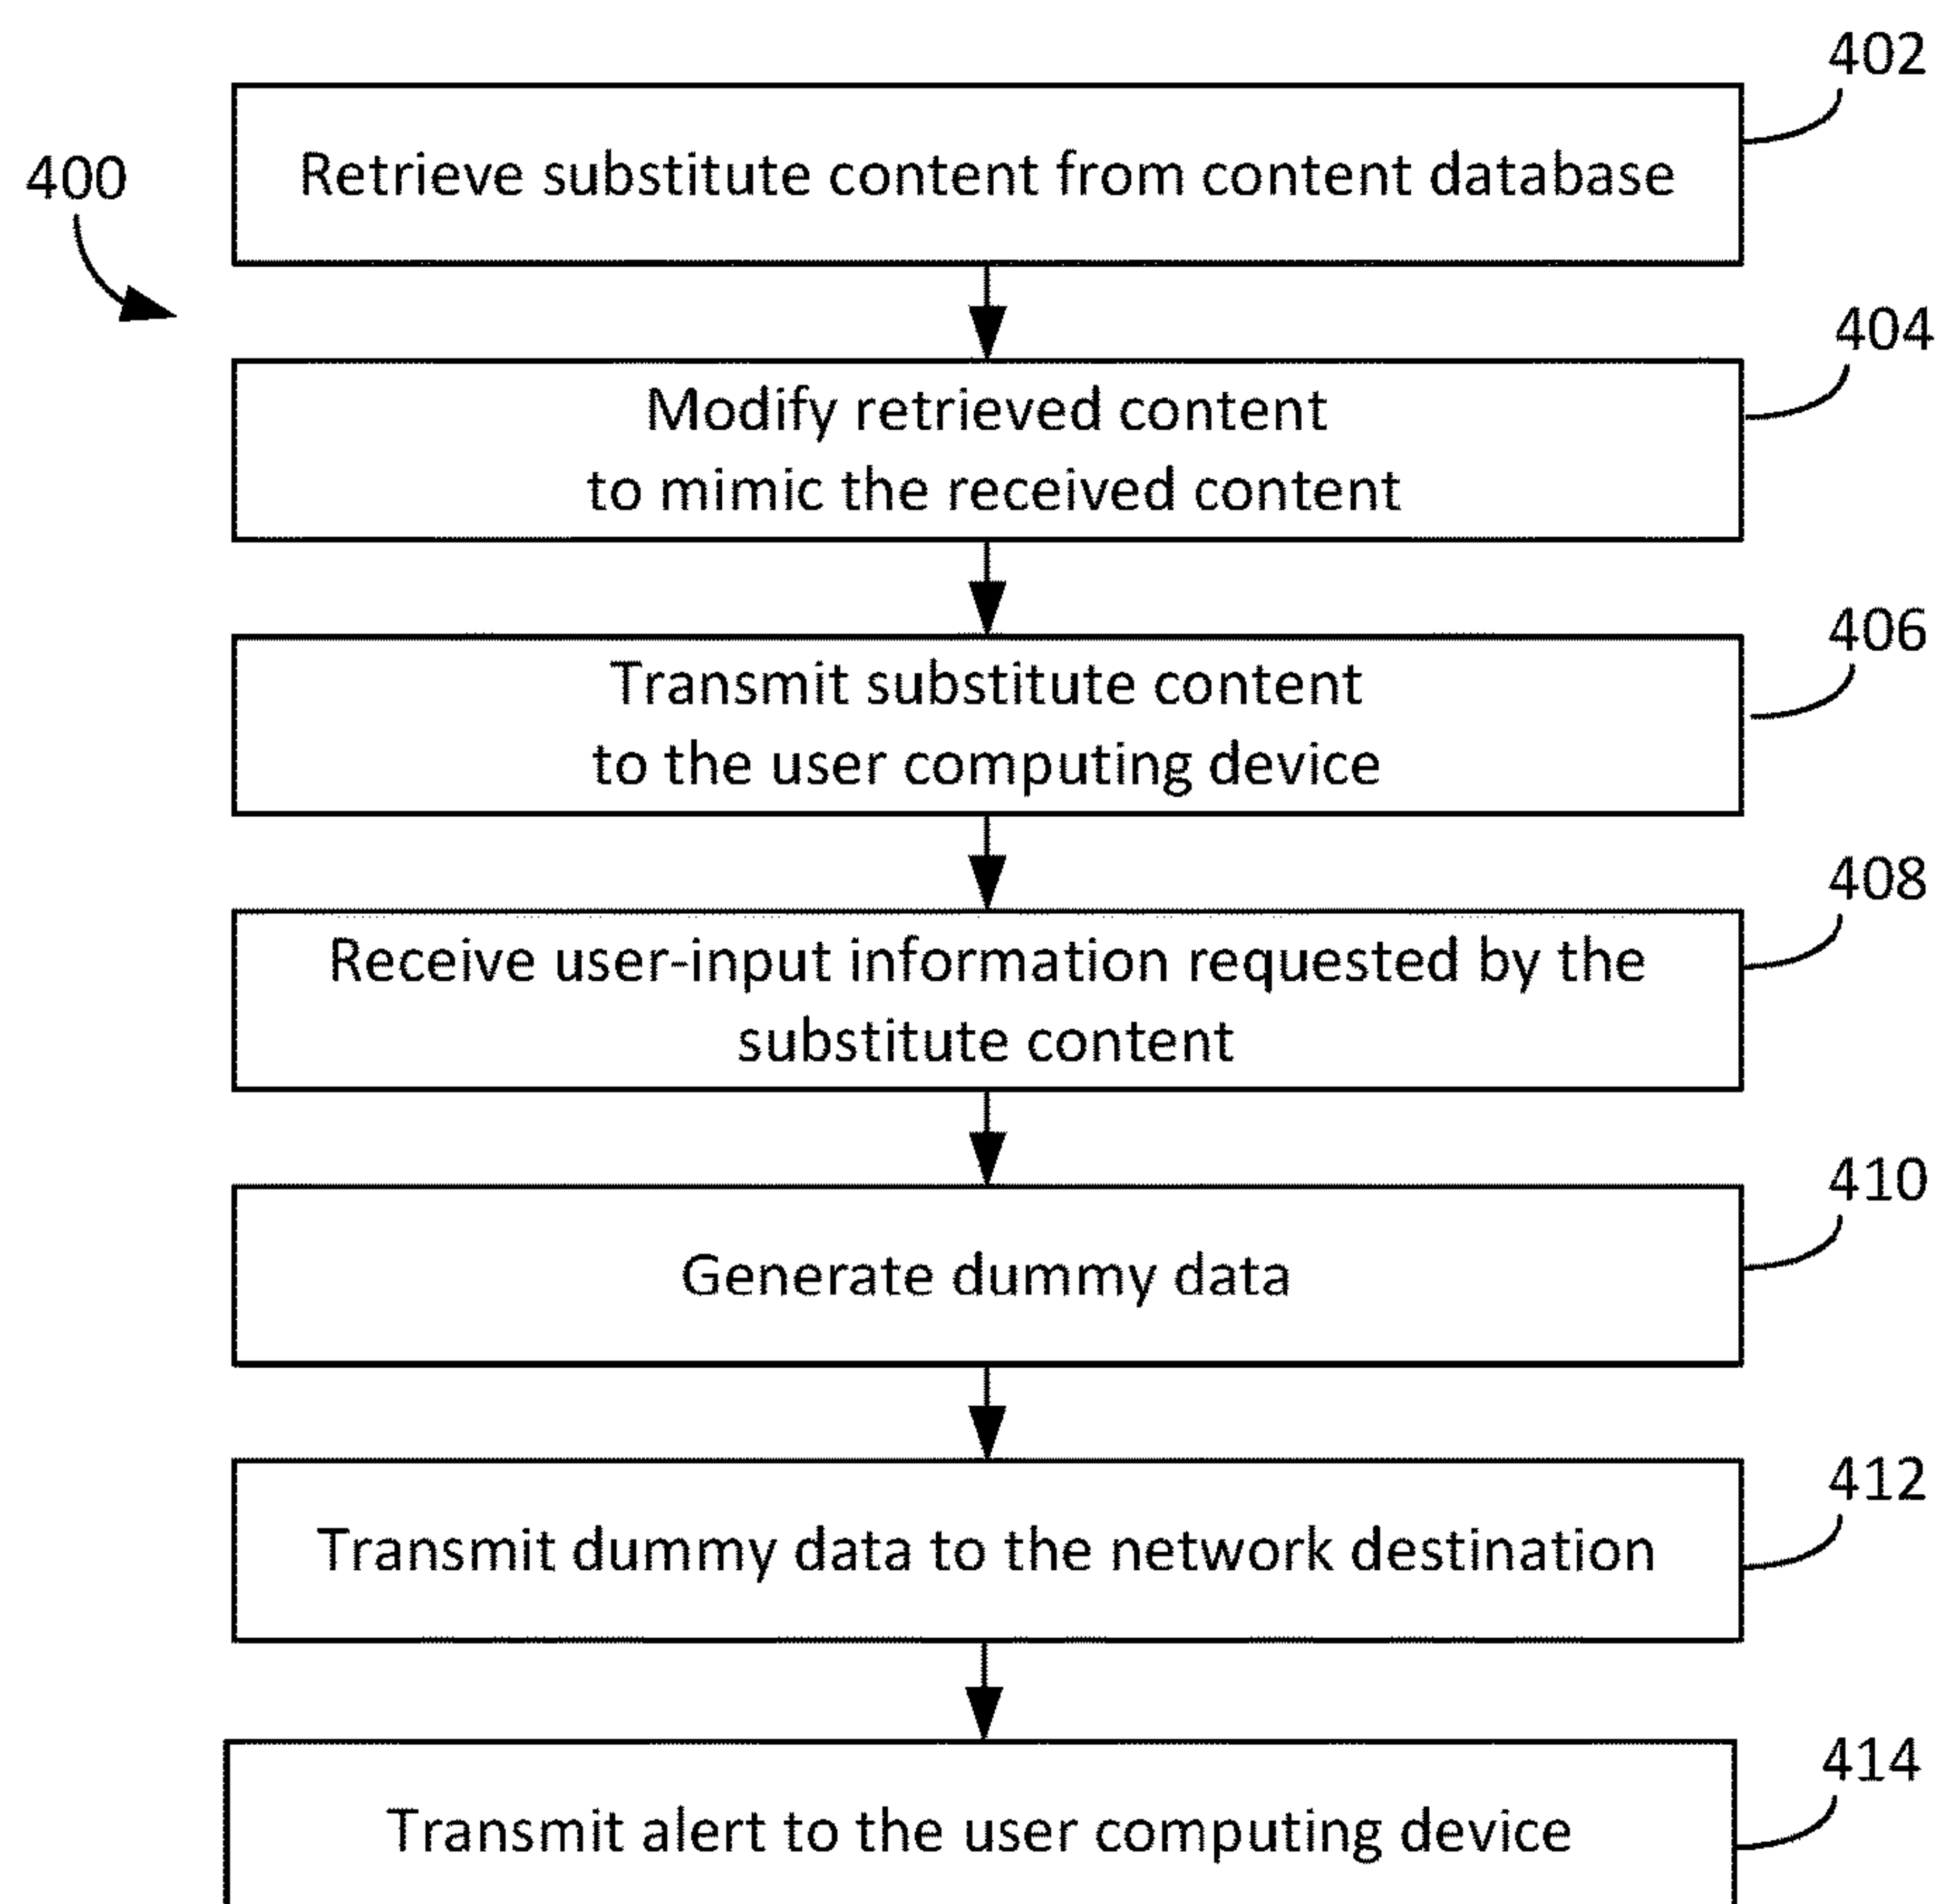 402
400
Retrieve substitute content from content database
404
Modify retrieved content
to mimic the received content
406
Transmit substitute content
to the user computing device
408
Receive user-input information requested by the
substitute content
410
Generate dummy data
412
Transmit dummy data to the network destination
414
Transmit alert to the user computing device